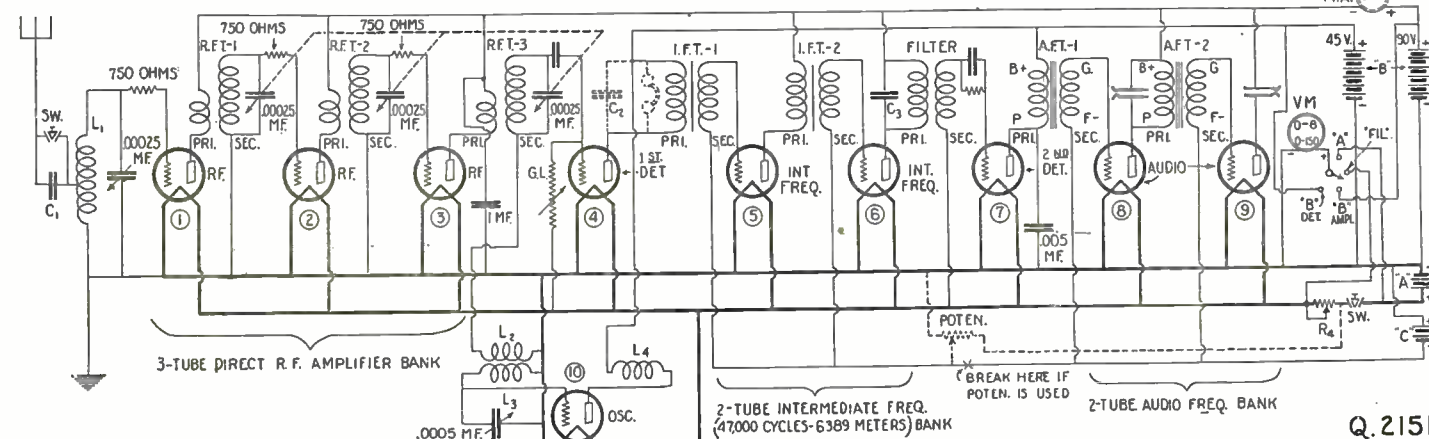 750 OHMS
750 OHMS
R.F.T.-1
R.F.T.-2
R.F.T.-3
I.F.T.-1
I.F.T.-2
FILTER
A.F.T.-1
A.F.T.-2
45 V.
90V.
"B"
750 OHMS
SW.
L1
.00025
MF.
.00025
MF.
.00025
MF.
.00025
MF.
C2
C3
B+
G.
B+
G
P
F-
P
F-
VM
0-8
0-150
"A"
"FIL".
C1
PRI.
SEC.
PRI.
SEC.
PRI.
SEC.
PRI.
SEC.
PRI.
SEC.
PRI.
SEC.
PRI.
SEC.
PRI.
SEC.
RF.
RF.
RF
G.L.
1 ST.
DET
INT
FREQ.
INT.
FREQ.
2 ND.
DET.
AUDIO
"B"
DET.
"B"
AMPL.
1 MF.
.005
MF.
1
2
3
4
5
6
7
8
9
"A"
"C"
R4
SW.
POTEN.
3-TUBE DIRECT R.F. AMPLIFIER BANK
L2
L4
L3
10
OSC.
.0005 MF.
BREAK HERE IF
POTEN. IS USED
2-TUBE INTERMEDIATE FREQ.
(47,000 CYCLES-6389 METERS) BANK
2-TUBE AUDIO FREQ. BANK